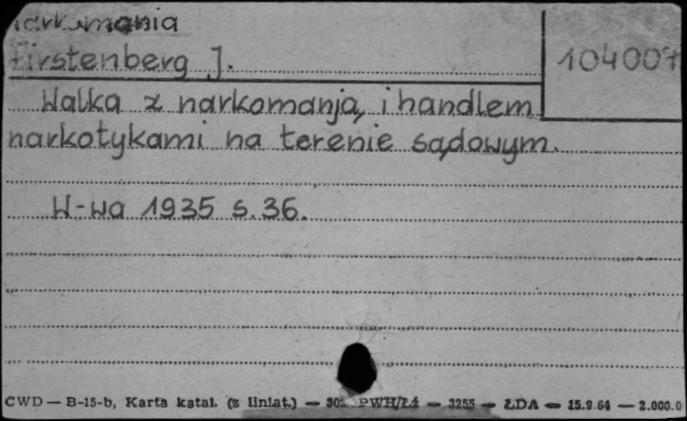 narkomania
Firstenberg J.
104007
Walka z narkomanją i handlem
narkotykami na terenie sądowym.
W-wa 1935 s. 36.
CWD — B-15-b, Karta katal. (z liniat.) — PWH/Ł4 — 3255 — ŁDA — 15.9.64 — 2.000.0